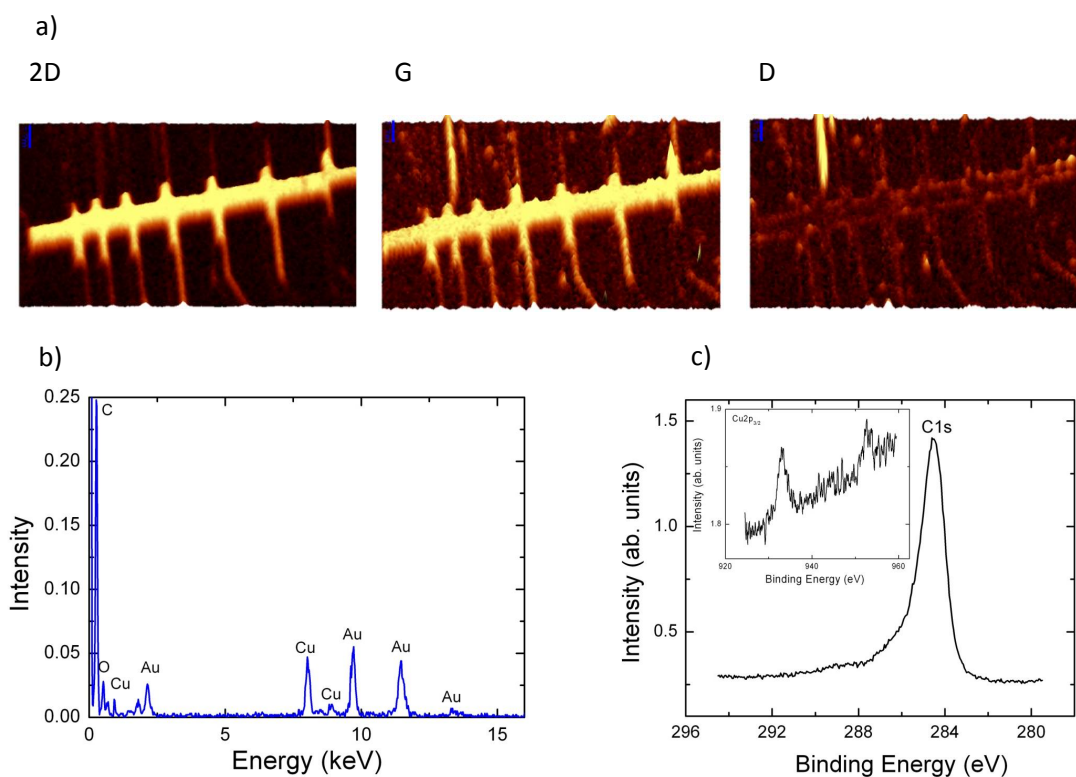 a)
2D G D
b) c)
0.25
0.20
0.15
0.10
0.05
0.00
Intensity
C
O
Cu
Au
Cu
Cu
Au
Au
Au
0 5 10 15
Energy (keV)
1.5
1.0
0.5
Intensity (ab. units)
C1s
Cu2p3/2
1.9
1.8
Intensity (ab. units)
920 940 960
Binding Energy (eV)
296 292 288 284 280
Binding Energy (eV)